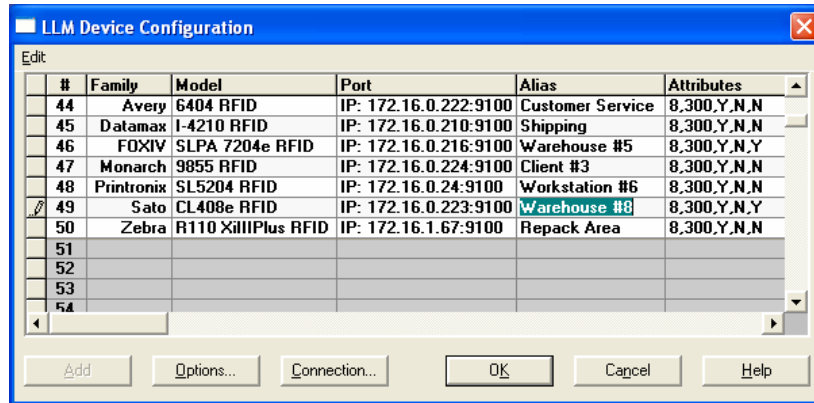 LLM Device Configuration
Edit
# Family Model Port Alias Attributes
44 Avery 6404 RFID IP: 172.16.0.222:9100 Customer Service 8,300,Y,N,N
45 Datamax I-4210 RFID IP: 172.16.0.210:9100 Shipping 8,300,Y,N,N
46 FOXIV SLPA 7204e RFID IP: 172.16.0.216:9100 Warehouse #5 8,300,Y,N,Y
47 Monarch 9855 RFID IP: 172.16.0.224:9100 Client #3 8,300,Y,N,N
48 Printronix SL5204 RFID IP: 172.16.0.24:9100 Workstation #6 8,300,Y,N,N
49 Sato CL408e RFID IP: 172.16.0.223:9100 Warehouse #8 8,300,Y,N,Y
50 Zebra R110 XiIIIPlus RFID IP: 172.16.1.67:9100 Repack Area 8,300,Y,N,N
51
52
53
54
Add Options... Connection... OK Cancel Help